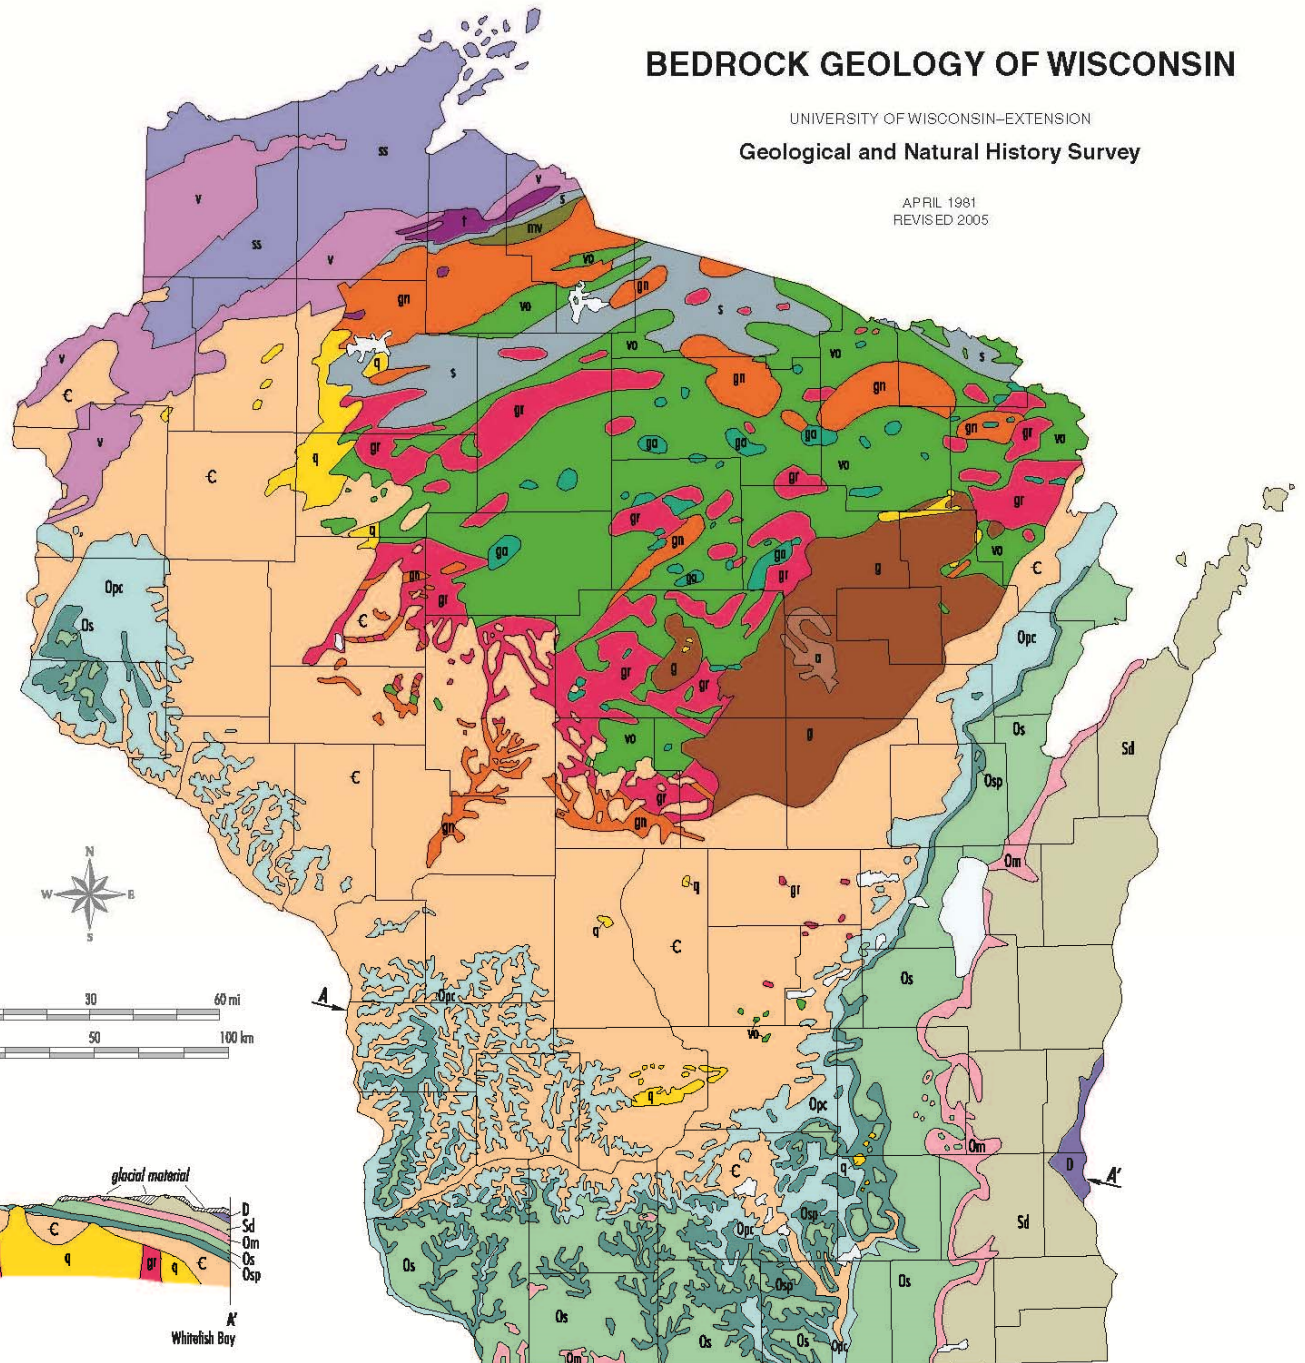 BEDROCK GEOLOGY OF WISCONSIN
UNIVERSITY OF WISCONSIN–EXTENSION
Geological and Natural History Survey
APRIL 1981
REVISED 2005
ss
v
v
s
t
mv
ss
v
vo
gn
gn
vo
s
vo
vo
s
v
q
s
gn
gn
Є
gr
gn
gr
vo
v
gr
ga
ga
ga
q
vo
Є
gr
gr
gr
q
ga
gn
ga
vo
Є
g
gn
ga
gr
Opc
gr
Os
Є
Opc
gr
g
a
gr
Os
vo
g
Sd
Є
Osp
gr
gn
gn
Om
N
W E
S
q
gr
q
Є
Os
A
Opc
30 60 mi
50 100 km
vo
q
Opc
Om
Є
q
D
A'
glacial material
D
Sd
Om
Os
Osp
Є
q
gr
q
Є
A'
Whitefish Bay
Osp
Opc
Sd
Os
Osp
Os
Os
Os
Os
Opc
Om